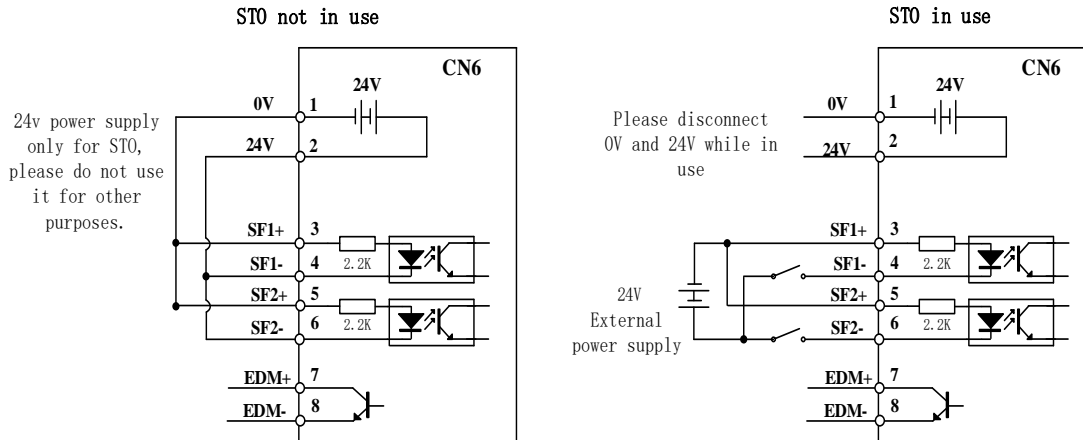 STO not in use
CN6
24V
0V 1
24V 2
24v power supply
only for STO,
please do not use
it for other
purposes.
SF1+ 3
2.2K
SF1- 4
SF2+ 5
2.2K
SF2- 6
EDM+ 7
EDM- 8
STO in use
CN6
24V
0V 1
24V 2
Please disconnect
0V and 24V while in
use
SF1+ 3
2.2K
SF1- 4
SF2+ 5
2.2K
SF2- 6
24V
External
power supply
EDM+ 7
EDM- 8